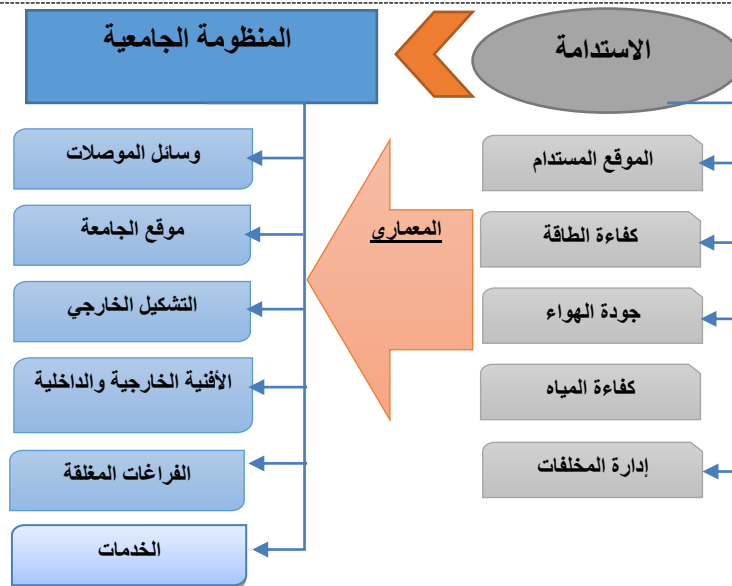 الاستدامة
المنظومة الجامعية
الموقع المستدام
كفاءة الطاقة
جودة الهواء
كفاءة المياه
إدارة المخلفات
المعمارى
وسائل الموصلات
موقع الجامعة
التشكيل الخارجي
الأفنية الخارجية والداخلية
الفراغات المغلقة
الخدمات